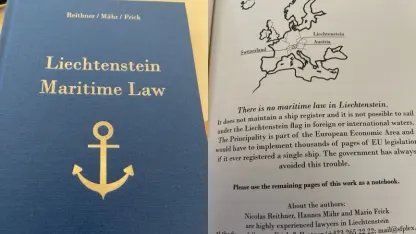 Reithner / Mähr / Frick
Liechtenstein
Maritime Law
Liechtenstein
Austria
Switzerland
There is no maritime law in Liechtenstein.
It does not maintain a ship register and it is not possible to sail
under the Liechtenstein flag in foreign or international waters.
The Principality is part of the European Economic Area and
would have to implement thousands of pages of EU legislation
if it ever registered a single ship. The government has always
avoided this trouble.
Please use the remaining pages of this work as a notebook.
About the authors:
Nicolas Reithner, Hannes Mähr and Mario Frick
are highly experienced lawyers in Liechtenstein